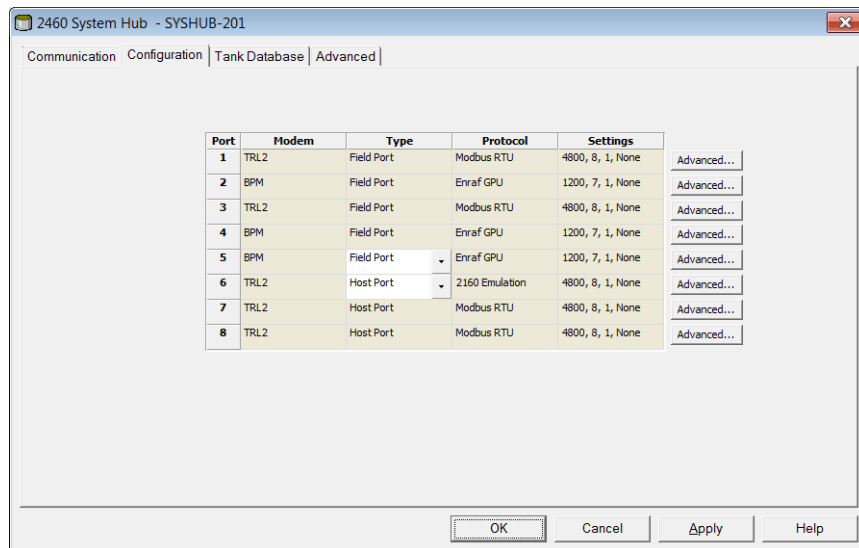 2460 System Hub - SYSHUB-201
Communication Configuration Tank Database Advanced
Port Modem Type Protocol Settings
1 TRL2 Field Port Modbus RTU 4800, 8, 1, None Advanced...
2 BPM Field Port Enraf GPU 1200, 7, 1, None Advanced...
3 TRL2 Field Port Modbus RTU 4800, 8, 1, None Advanced...
4 BPM Field Port Enraf GPU 1200, 7, 1, None Advanced...
5 BPM Field Port Enraf GPU 1200, 7, 1, None Advanced...
6 TRL2 Host Port 2160 Emulation 4800, 8, 1, None Advanced...
7 TRL2 Host Port Modbus RTU 4800, 8, 1, None Advanced...
8 TRL2 Host Port Modbus RTU 4800, 8, 1, None Advanced...
OK Cancel Apply Help